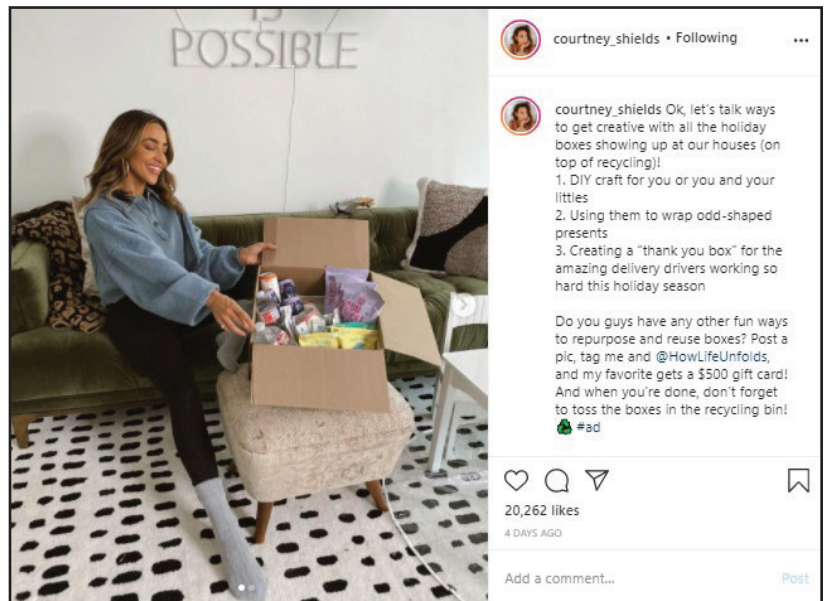 POSSIBLE
courtney_shields • Following
courtney_shields Ok, let's talk ways
to get creative with all the holiday
boxes showing up at our houses (on
top of recycling)!
1. DIY craft for you or you and your
littles
2. Using them to wrap odd-shaped
presents
3. Creating a "thank you box" for the
amazing delivery drivers working so
hard this holiday season
Do you guys have any other fun ways
to repurpose and reuse boxes? Post a
pic, tag me and @HowLifeUnfolds,
and my favorite gets a $500 gift card!
And when you're done, don't forget
to toss the boxes in the recycling bin!
#ad
20,262 likes
4 DAYS AGO
Add a comment...
Post